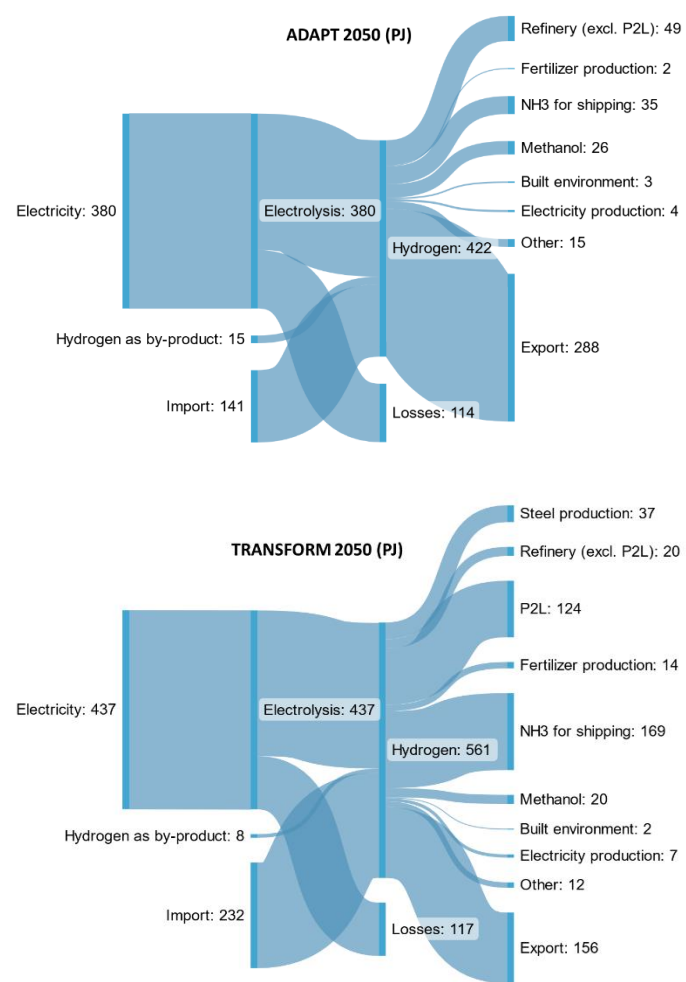 ADAPT 2050 (PJ)
Refinery (excl. P2L): 49
Fertilizer production: 2
NH3 for shipping: 35
Methanol: 26
Built environment: 3
Electricity production: 4
Other: 15
Electricity: 380
Electrolysis: 380
Hydrogen: 422
Hydrogen as by-product: 15
Export: 288
Import: 141
Losses: 114
TRANSFORM 2050 (PJ)
Steel production: 37
Refinery (excl. P2L): 20
P2L: 124
Fertilizer production: 14
Electricity: 437
Electrolysis: 437
NH3 for shipping: 169
Hydrogen: 561
Methanol: 20
Built environment: 2
Hydrogen as by-product: 8
Electricity production: 7
Other: 12
Import: 232
Losses: 117
Export: 156